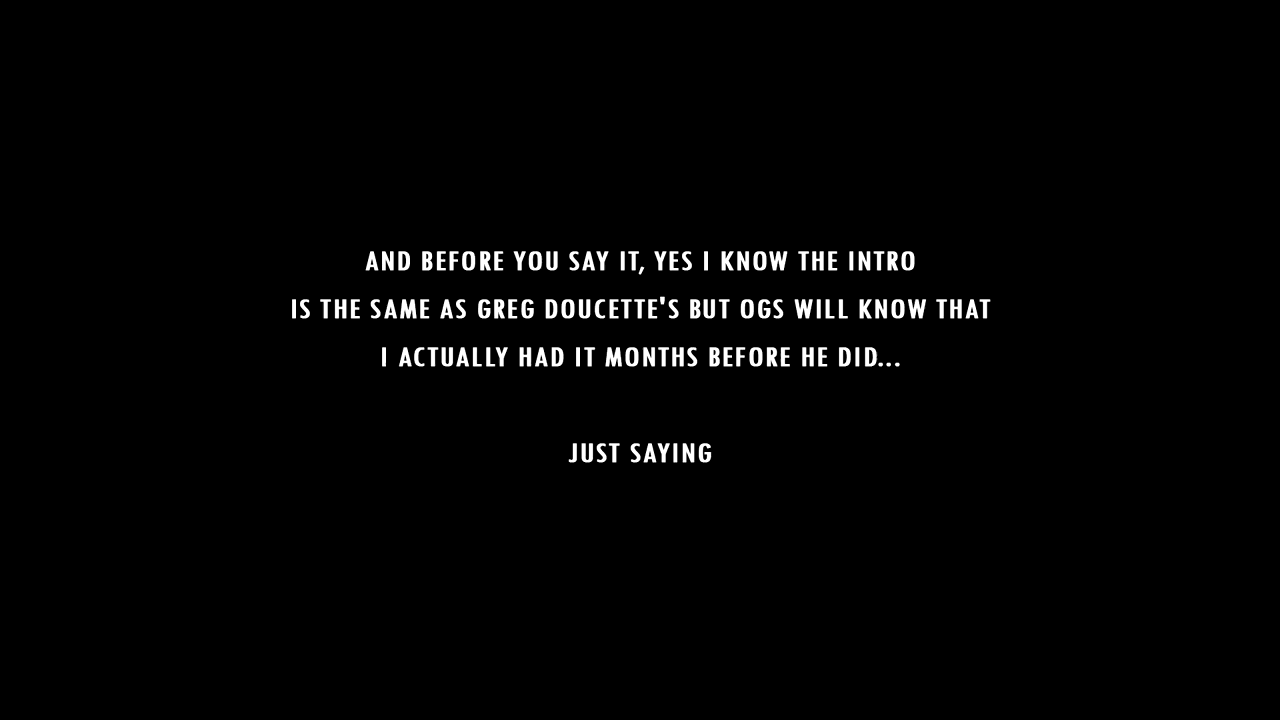 AND BEFORE YOU SAY IT, YES I KNOW THE INTRO
IS THE SAME AS GREG DOUCETTE'S BUT OGS WILL KNOW THAT
I ACTUALLY HAD IT MONTHS BEFORE HE DID...
JUST SAYING